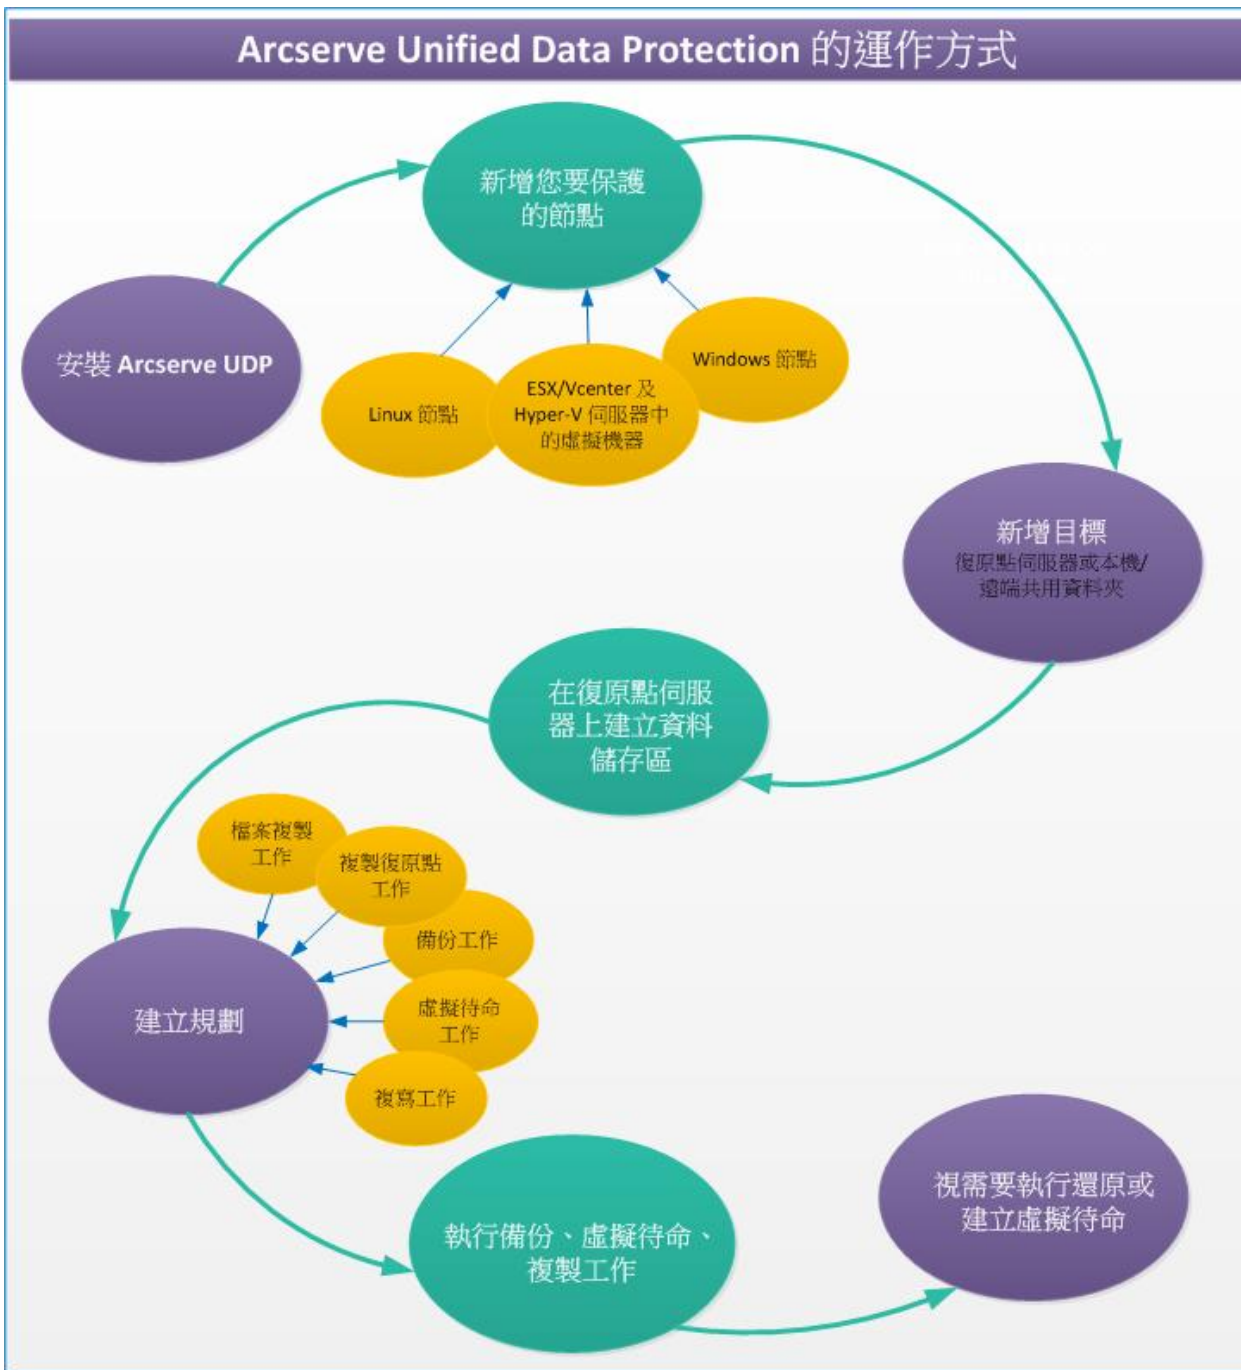 Arcserve Unified Data Protection 的運作方式
新增您要保護
的節點
安裝 Arcserve UDP
Linux 節點
ESX/Vcenter 及
Hyper-V 伺服器中
的虛擬機器
Windows 節點
新增目標
復原點伺服器或本機/
遠端共用資料夾
在復原點伺服
器上建立資料
儲存區
檔案複製
工作
複製復原點
工作
備份工作
虛擬待命
工作
複寫工作
建立規劃
執行備份、虛擬待命、
複製工作
視需要執行還原或
建立虛擬待命